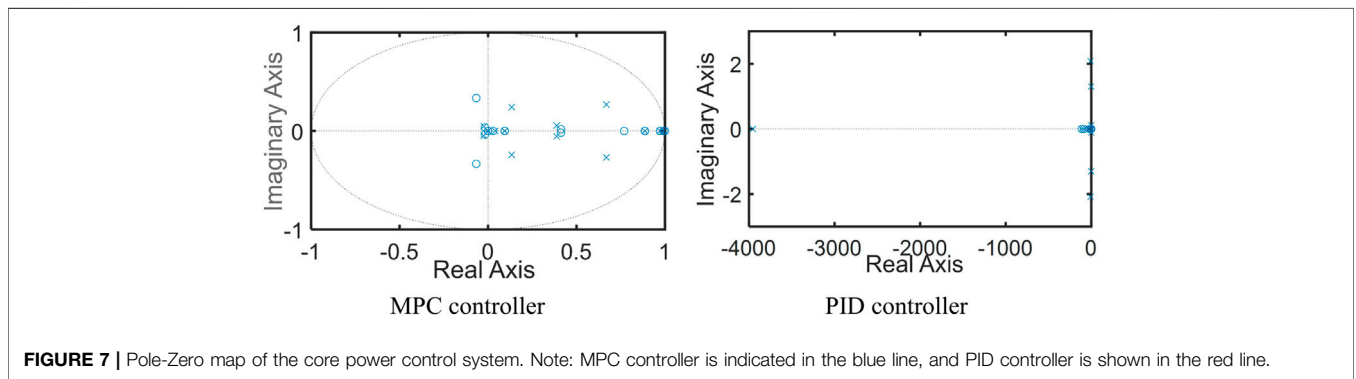 1
0
-1
Imaginary Axis
-1
0
0.5
1
Real Axis
MPC controller
2
0
-2
Imaginary Axis
-4000
-3000
-2000
-1000
0
Real Axis
PID controller
FIGURE 7 | Pole-Zero map of the core power control system. Note: MPC controller is indicated in the blue line, and PID controller is shown in the red line.